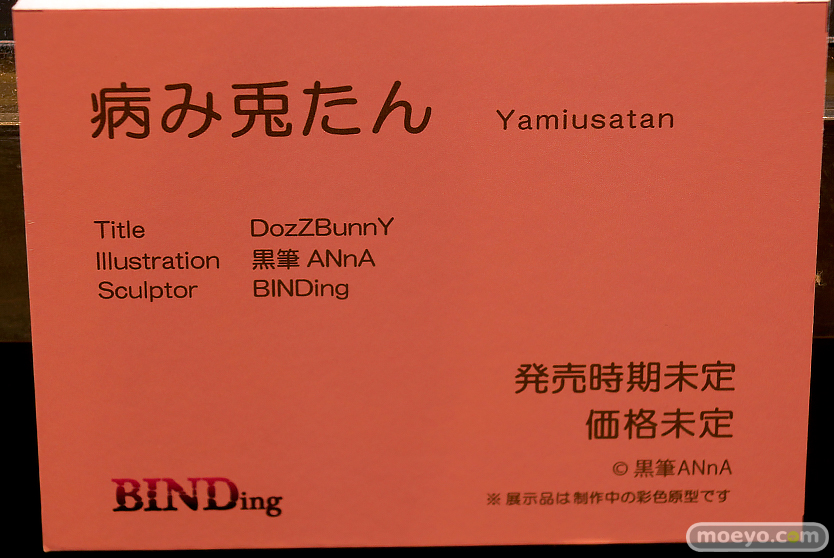 病み兎たん Yamiusatan
Title DozZBunnY
Illustration 黒筆 ANnA
Sculptor BINDing
発売時期未定
価格未定
© 黒筆ANnA
※ 展示品は制作中の彩色原型です
BINDing
moeyo.com